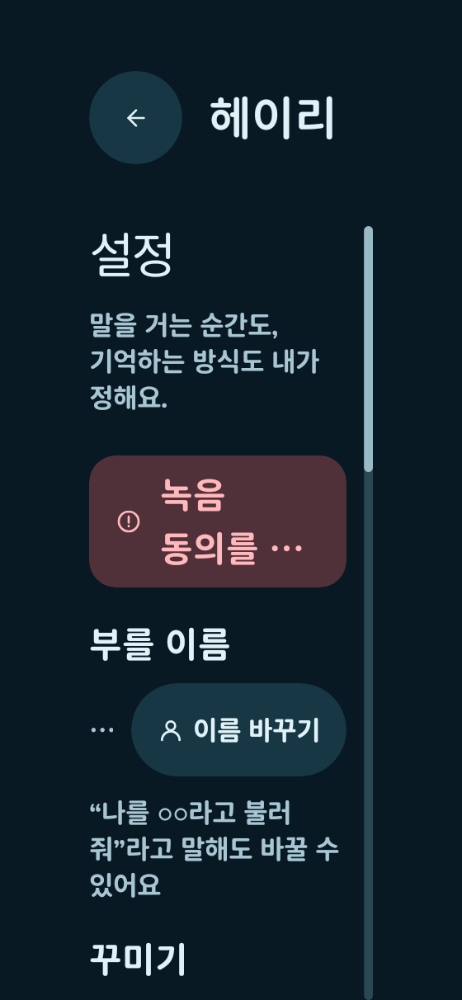 헤이리
설정
말을 거는 순간도,
기억하는 방식도 내가
정해요.
녹음
동의를 …
부를 이름
…
이름 바꾸기
“나를 ○○라고 불러
줘”라고 말해도 바꿀 수
있어요
꾸미기